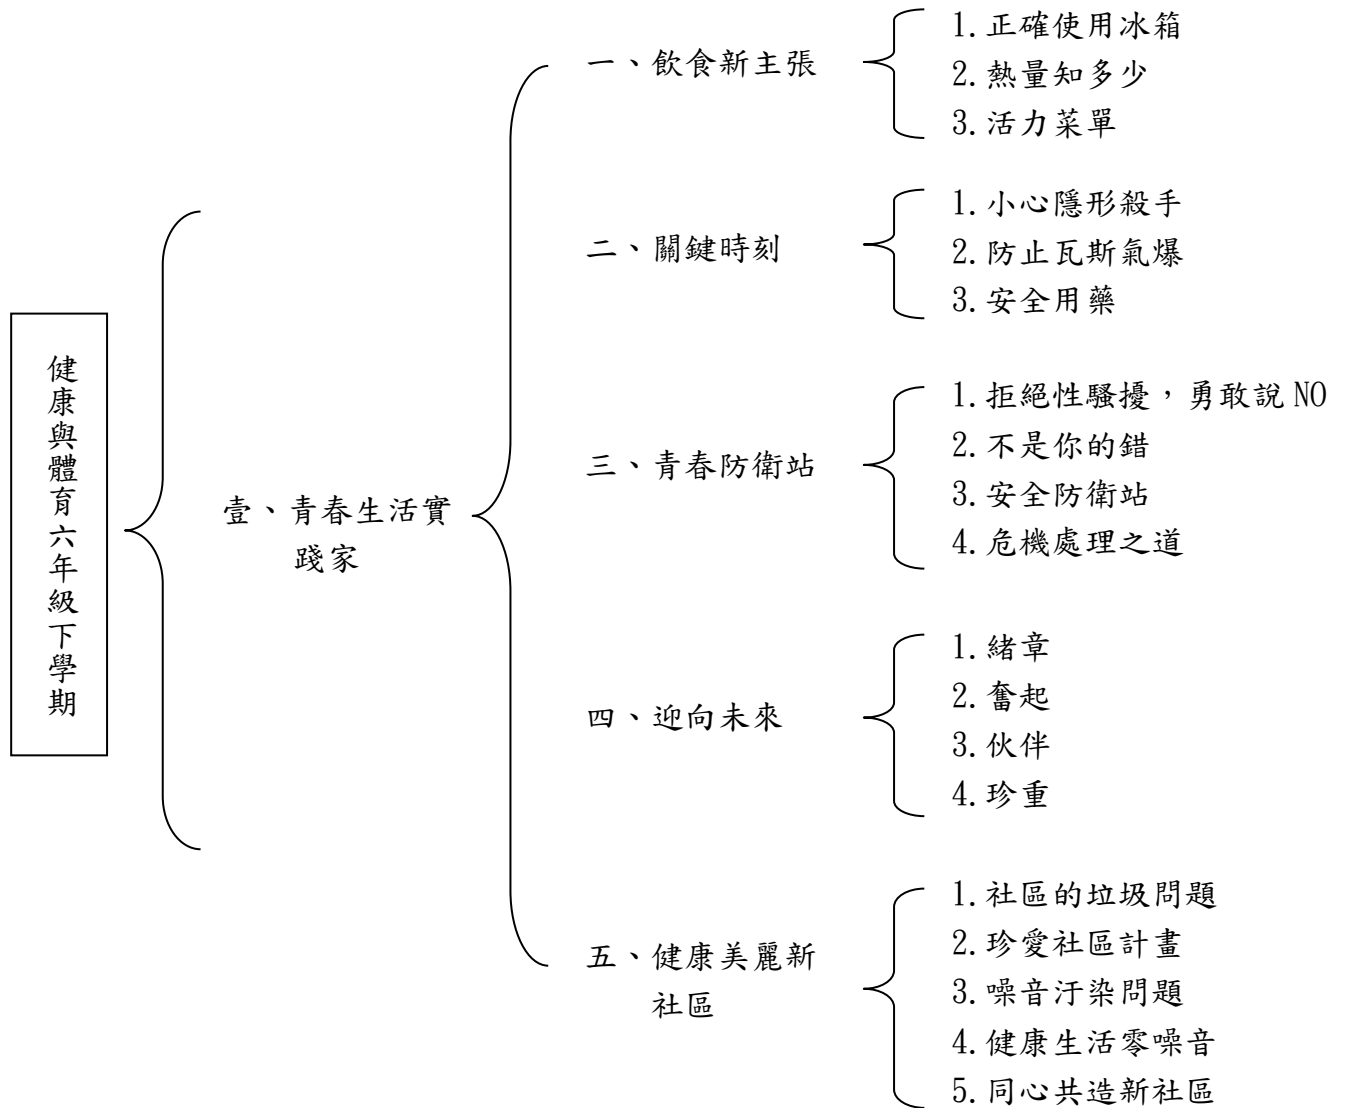 健康與體育六年級下學期
壹、青春生活實
踐家
一、飲食新主張
1.正確使用冰箱
2.熱量知多少
3.活力菜單
二、關鍵時刻
1.小心隱形殺手
2.防止瓦斯氣爆
3.安全用藥
三、青春防衛站
1.拒絕性騷擾，勇敢說 NO
2.不是你的錯
3.安全防衛站
4.危機處理之道
四、迎向未來
1.緒章
2.奮起
3.伙伴
4.珍重
五、健康美麗新
社區
1.社區的垃圾問題
2.珍愛社區計畫
3.噪音汙染問題
4.健康生活零噪音
5.同心共造新社區